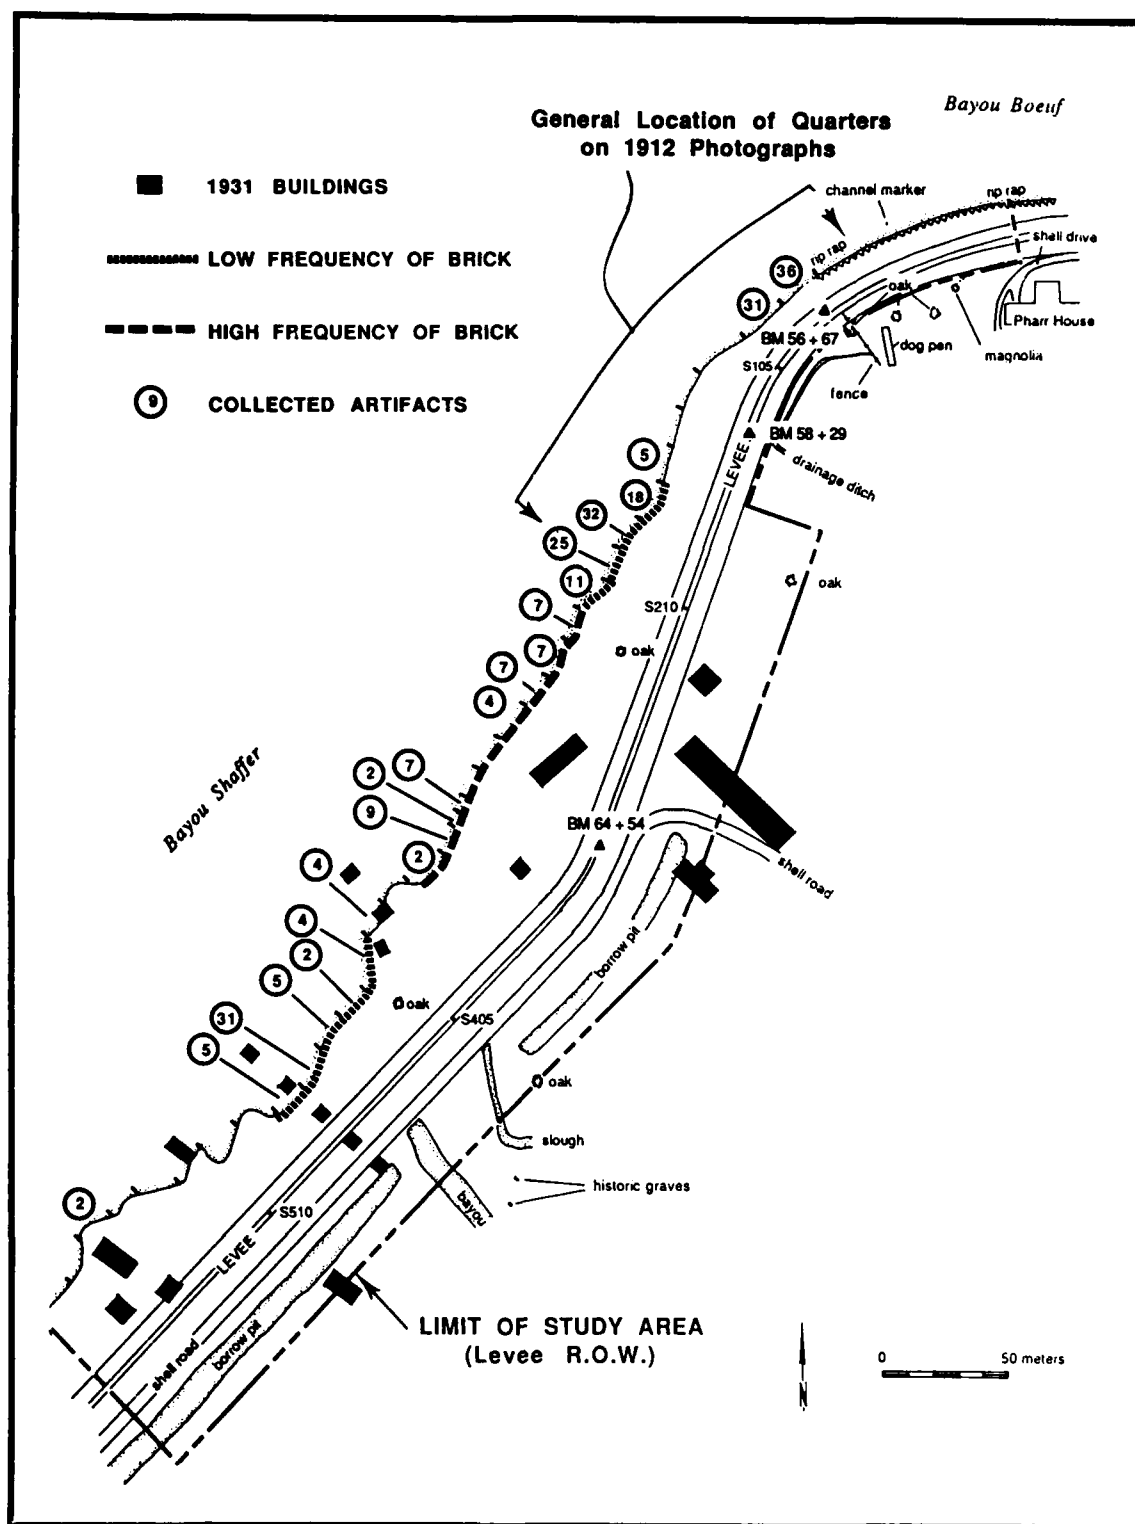 Bayou Boeuf
General Location of Quarters
on 1912 Photographs
1931 BUILDINGS
LOW FREQUENCY OF BRICK
HIGH FREQUENCY OF BRICK
9 COLLECTED ARTIFACTS
channel marker
rip rap
rip rap
shell drive
36
31
oak
Pharr House
BM 56 + 67
dog pen
magnolia
S105
fence
BM 58 + 29
LEVEE
drainage ditch
5
18
32
25
11
oak
7
S210
7
oak
7
4
Bayou Shaffer
7
2
9
BM 64 + 54
2
shell road
4
4
borrow pit
2
5
oak
S405
31
5
oak
slough
historic graves
bayou
2
S510
LEVEE
LIMIT OF STUDY AREA
(Levee R.O.W.)
shell road
borrow pit
0 50 meters
N